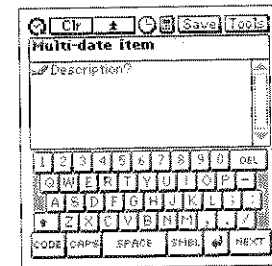 Clr Save Tools
Multi-date item
Description?
1 2 3 4 5 6 7 8 9 0 DEL
Q W E R T Y U I O P -
A S D F G H J K L ; :
Z X C V B N M , . /
CODE CAPS SPACE SMBL NEXT